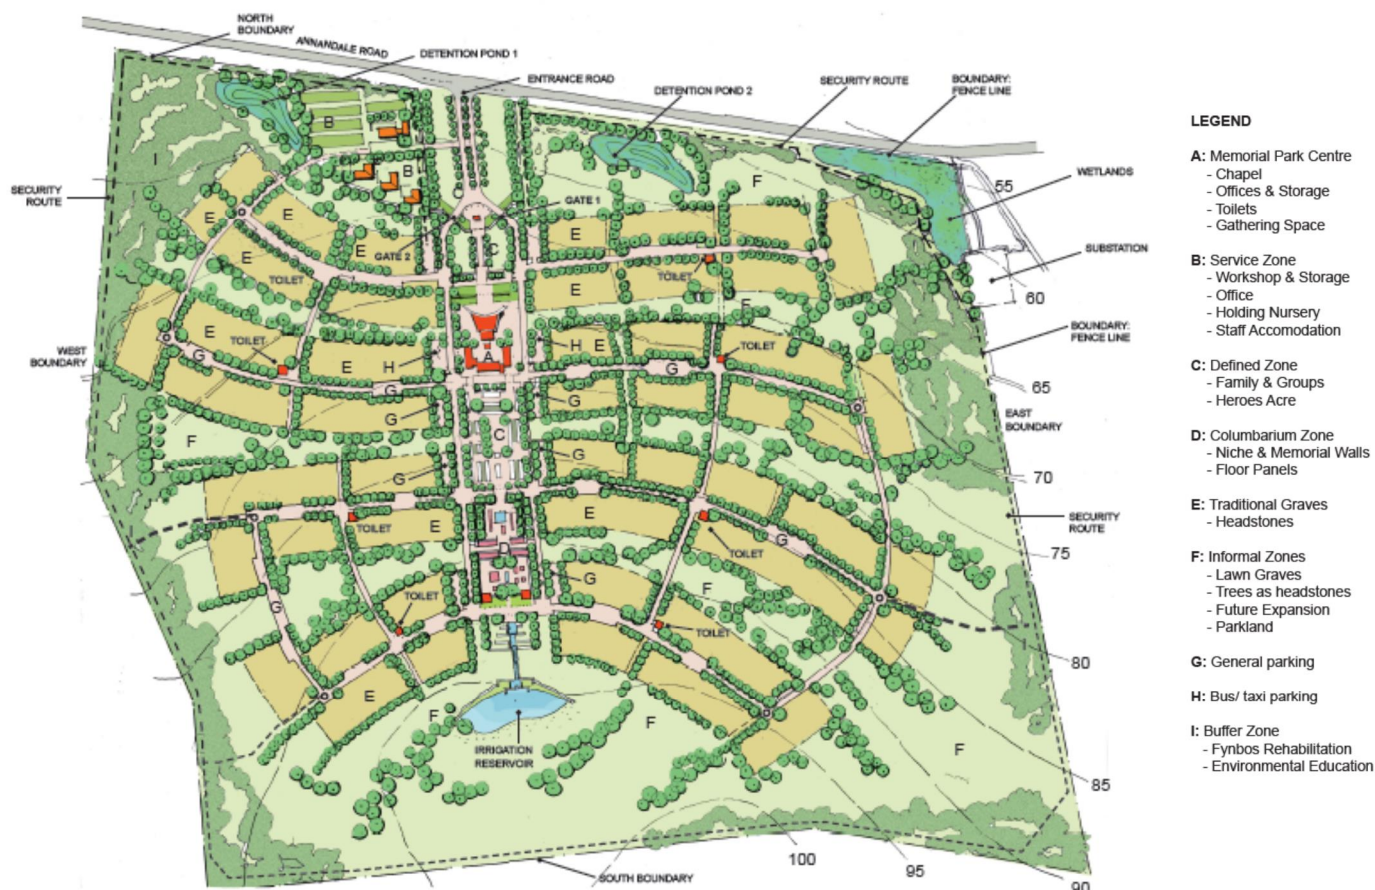 NORTH
BOUNDARY
ANNANDALE ROAD
DETENTION POND 1
ENTRANCE ROAD
DETENTION POND 2
SECURITY ROUTE
BOUNDARY:
FENCE LINE
WETLANDS
SUBSTATION
BOUNDARY:
FENCE LINE
EAST
BOUNDARY
SECURITY
ROUTE
SECURITY
ROUTE
WEST
BOUNDARY
SOUTH BOUNDARY
GATE 1
GATE 2
TOILET
TOILET
TOILET
TOILET
TOILET
TOILET
TOILET
TOILET
IRRIGATION
RESERVOIR
55
60
65
70
75
80
85
90
95
100
I
B
B
C
F
E
E
E
E
E
C
E
F
E
E
G
E
H
A
H
E
G
G
G
G
C
F
G
G
E
E
G
D
G
F
G
E
F
F
F
LEGEND
A: Memorial Park Centre
- Chapel
- Offices & Storage
- Toilets
- Gathering Space
B: Service Zone
- Workshop & Storage
- Office
- Holding Nursery
- Staff Accomodation
C: Defined Zone
- Family & Groups
- Heroes Acre
D: Columbarium Zone
- Niche & Memorial Walls
- Floor Panels
E: Traditional Graves
- Headstones
F: Informal Zones
- Lawn Graves
- Trees as headstones
- Future Expansion
- Parkland
G: General parking
H: Bus/ taxi parking
I: Buffer Zone
- Fynbos Rehabilitation
- Environmental Education